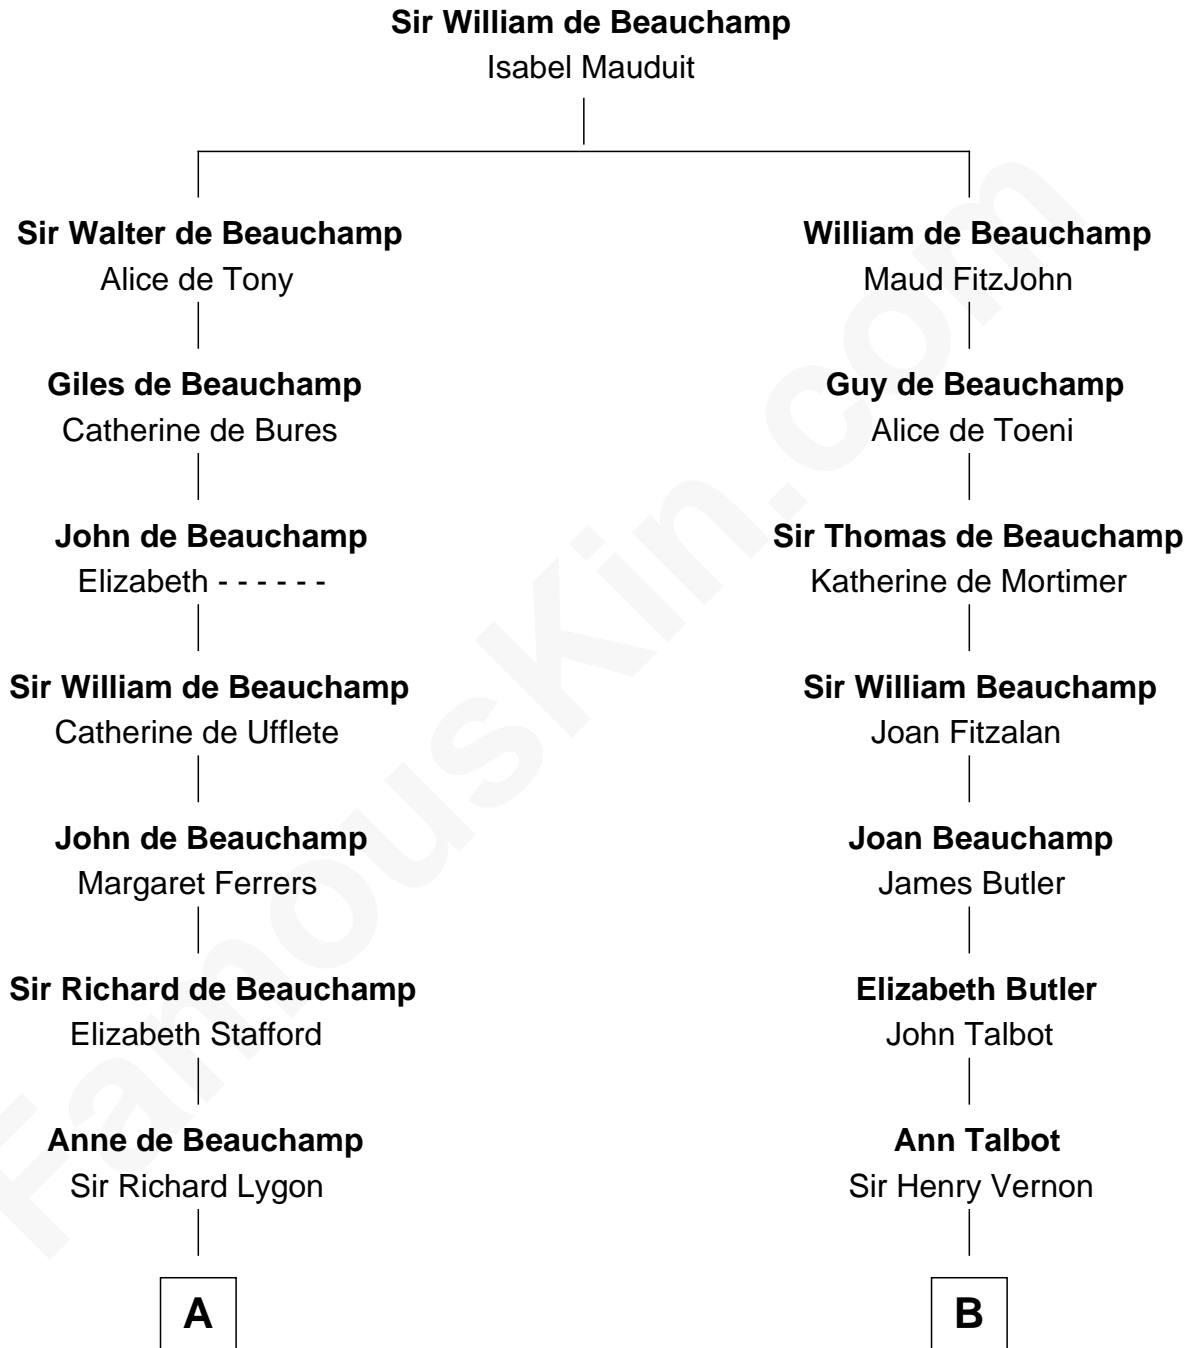 Sir William de Beauchamp
Isabel Mauduit
Sir Walter de Beauchamp
Alice de Tony
Giles de Beauchamp
Catherine de Bures
John de Beauchamp
Elizabeth - - - - - -
Sir William de Beauchamp
Catherine de Ufflete
John de Beauchamp
Margaret Ferrers
Sir Richard de Beauchamp
Elizabeth Stafford
Anne de Beauchamp
Sir Richard Lygon
A
William de Beauchamp
Maud FitzJohn
Guy de Beauchamp
Alice de Toeni
Sir Thomas de Beauchamp
Katherine de Mortimer
Sir William Beauchamp
Joan Fitzalan
Joan Beauchamp
James Butler
Elizabeth Butler
John Talbot
Ann Talbot
Sir Henry Vernon
B
FamousKin.com